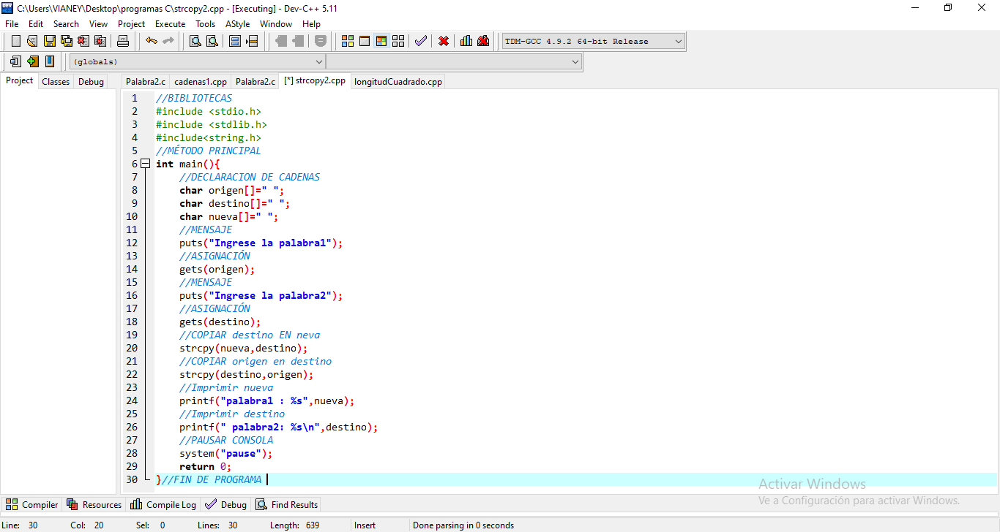 C:\Users\VIANEY\Desktop\programas C\strcopy2.cpp - [Executing] - Dev-C++ 5.11
File Edit Search View Project Execute Tools AStyle Window Help
TDM-GCC 4.9.2 64-bit Release
(globals)
Project Classes Debug
Palabra2.c cadenas1.cpp Palabra2.c [*] strcopy2.cpp longitudCuadrado.cpp
1 //BIBLIOTECAS
2 #include <stdio.h>
3 #include <stdlib.h>
4 #include<string.h>
5 //MÉTODO PRINCIPAL
6 int main(){
7 //DECLARACION DE CADENAS
8 char origen[]=" ";
9 char destino[]=" ";
10 char nueva[]=" ";
11 //MENSAJE
12 puts("Ingrese la palabra1");
13 //ASIGNACIÓN
14 gets(origen);
15 //MENSAJE
16 puts("Ingrese la palabra2");
17 //ASIGNACIÓN
18 gets(destino);
19 //COPIAR destino EN neva
20 strcpy(nueva,destino);
21 //COPIAR origen en destino
22 strcpy(destino,origen);
23 //Imprimir nueva
24 printf("palabra1 : %s",nueva);
25 //Imprimir destino
26 printf(" palabra2: %s\n",destino);
27 //PAUSAR CONSOLA
28 system("pause");
29 return 0;
30 }//FIN DE PROGRAMA
Activar Windows
Ve a Configuración para activar Windows.
Compiler Resources Compile Log Debug Find Results
Line: 30 Col: 20 Sel: 0 Lines: 30 Length: 639 Insert Done parsing in 0 seconds